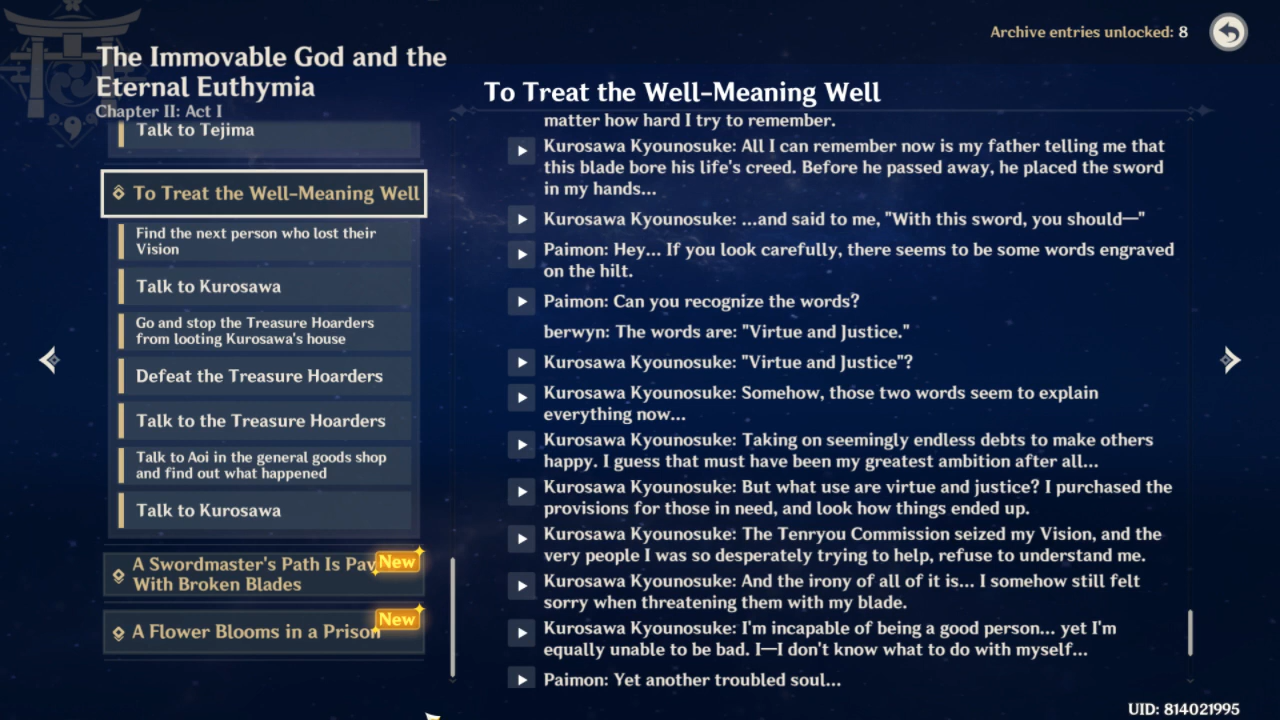 Archive entries unlocked: 8
The Immovable God and the
Eternal Euthymia
Chapter II: Act I
Talk to Tejima
To Treat the Well-Meaning Well
Find the next person who lost their
Vision
Talk to Kurosawa
Go and stop the Treasure Hoarders
from looting Kurosawa's house
Defeat the Treasure Hoarders
Talk to the Treasure Hoarders
Talk to Aoi in the general goods shop
and find out what happened
Talk to Kurosawa
A Swordmaster's Path Is Pav
New
With Broken Blades
A Flower Blooms in a Prison
New
To Treat the Well-Meaning Well
matter how hard I try to remember.
Kurosawa Kyounosuke: All I can remember now is my father telling me that
this blade bore his life's creed. Before he passed away, he placed the sword
in my hands...
Kurosawa Kyounosuke: ...and said to me, "With this sword, you should—"
Paimon: Hey... If you look carefully, there seems to be some words engraved
on the hilt.
Paimon: Can you recognize the words?
berwyn: The words are: "Virtue and Justice."
Kurosawa Kyounosuke: "Virtue and Justice"?
Kurosawa Kyounosuke: Somehow, those two words seem to explain
everything now...
Kurosawa Kyounosuke: Taking on seemingly endless debts to make others
happy. I guess that must have been my greatest ambition after all...
Kurosawa Kyounosuke: But what use are virtue and justice? I purchased the
provisions for those in need, and look how things ended up.
Kurosawa Kyounosuke: The Tenryou Commission seized my Vision, and the
very people I was so desperately trying to help, refuse to understand me.
Kurosawa Kyounosuke: And the irony of all of it is... I somehow still felt
sorry when threatening them with my blade.
Kurosawa Kyounosuke: I'm incapable of being a good person... yet I'm
equally unable to be bad. I—I don't know what to do with myself...
Paimon: Yet another troubled soul...
UID: 814021995